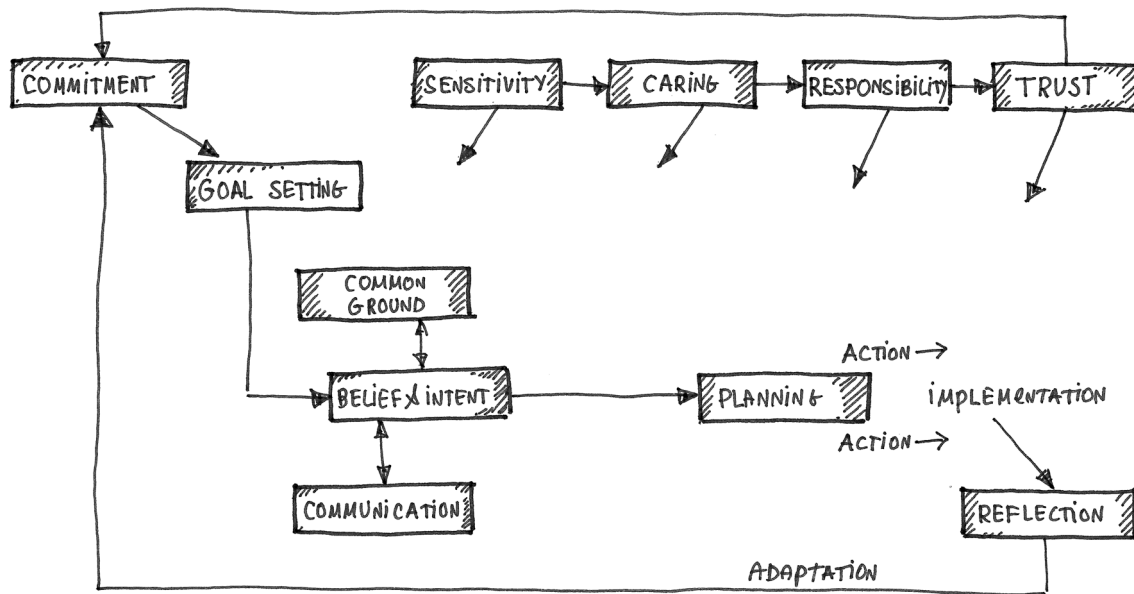 COMMITMENT
SENSITIVITY
CARING
RESPONSIBILITY
TRUST
GOAL SETTING
COMMON
GROUND
BELIEF & INTENT
PLANNING
ACTION →
IMPLEMENTATION
ACTION →
COMMUNICATION
REFLECTION
ADAPTATION